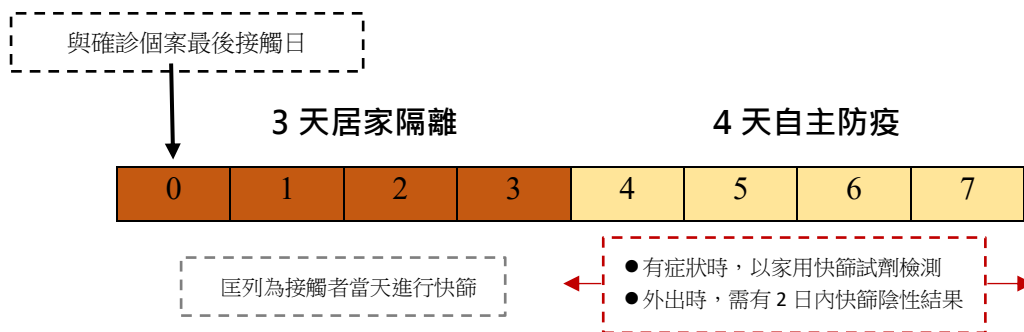 與確診個案最後接觸日
3 天居家隔離
4 天自主防疫
0 1 2 3 4 5 6 7
匡列為接觸者當天進行快篩
●有症狀時，以家用快篩試劑檢測
●外出時，需有 2 日內快篩陰性結果